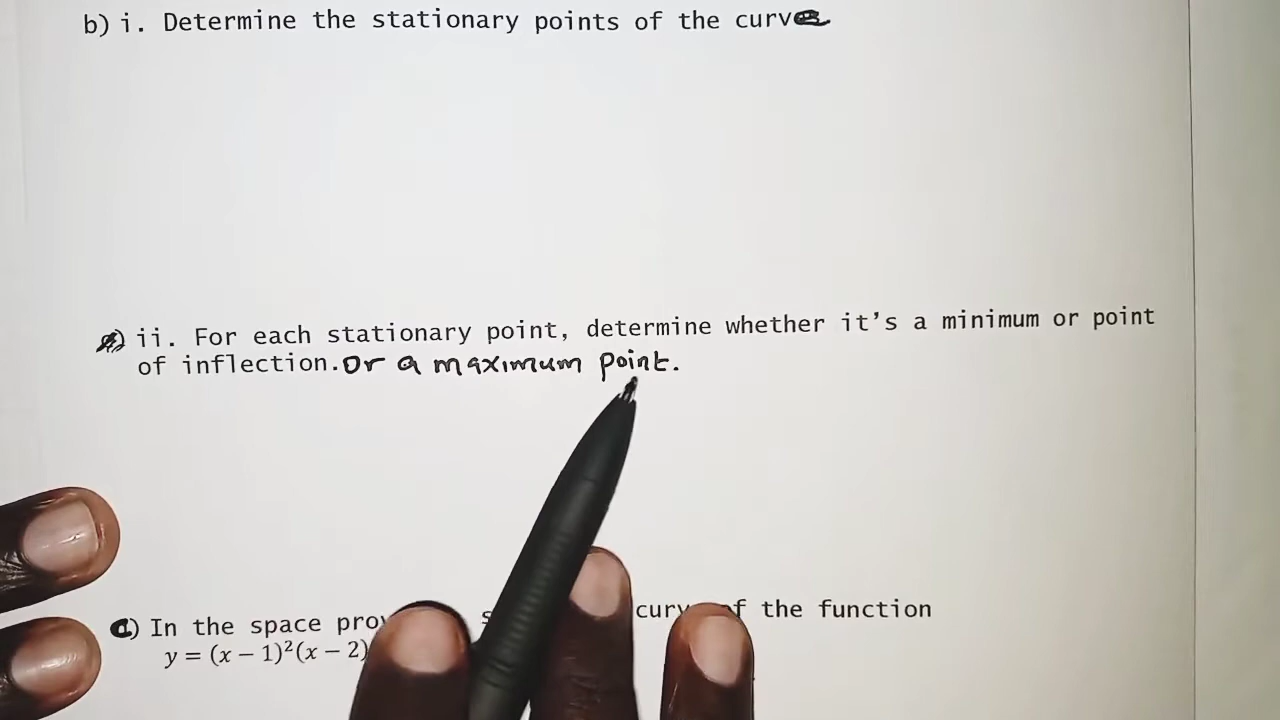 b) i. Determine the stationary points of the curve
ii. For each stationary point, determine whether it's a minimum or point
of inflection. or a maximum point.
In the space of the function
y = (x − 1)²(x − 2)